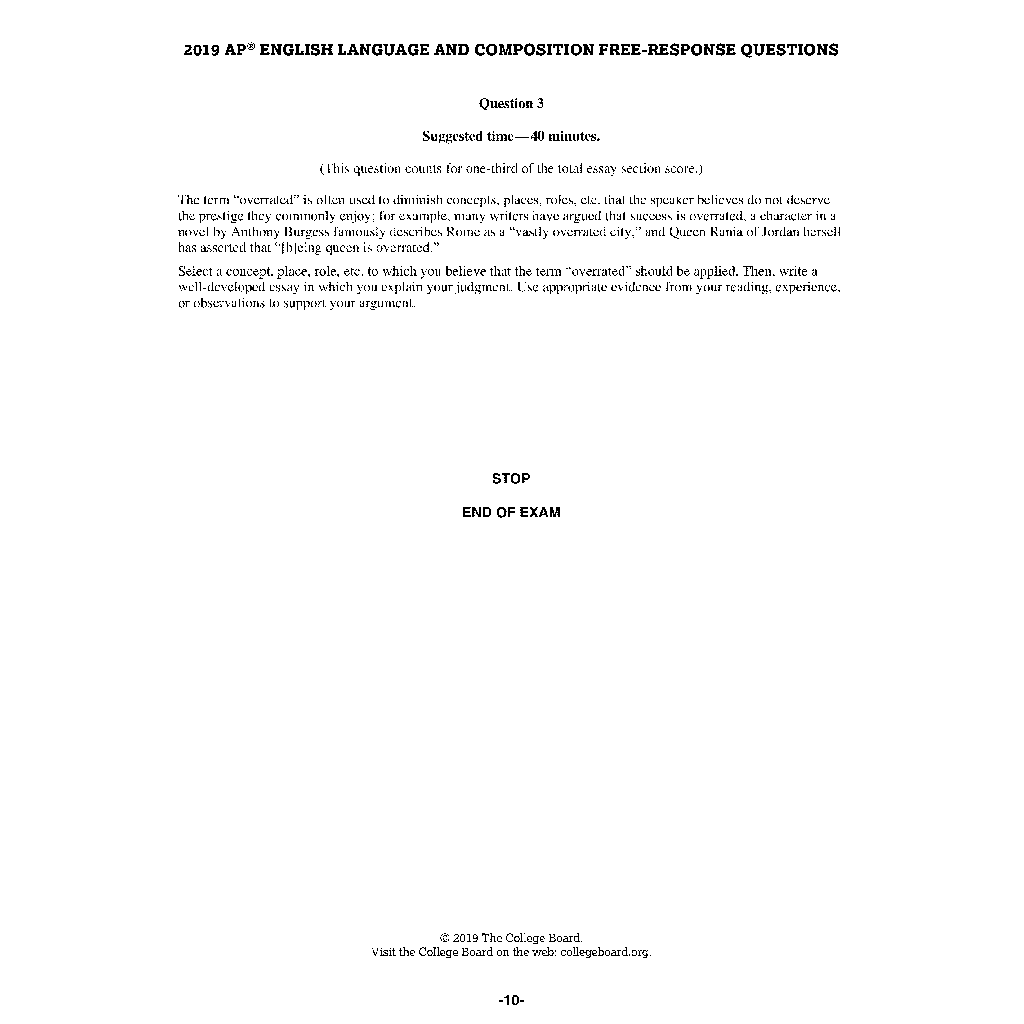 2019 AP® ENGLISH LANGUAGE AND COMPOSITION FREE-RESPONSE QUESTIONS
Question 3
Suggested time—40 minutes.
(This question counts for one-third of the total essay section score.)
The term “overrated” is often used to diminish concepts, places, roles, etc. that the speaker believes do not deserve
the prestige they commonly enjoy; for example, many writers have argued that success is overrated, a character in a
novel by Anthony Burgess famously describes Rome as a “vastly overrated city,” and Queen Rania of Jordan herself
has asserted that “[b]eing queen is overrated.”
Select a concept, place, role, etc. to which you believe that the term “overrated” should be applied. Then, write a
well-developed essay in which you explain your judgment. Use appropriate evidence from your reading, experience,
or observations to support your argument.
STOP
END OF EXAM
© 2019 The College Board.
Visit the College Board on the web: collegeboard.org.
-10-